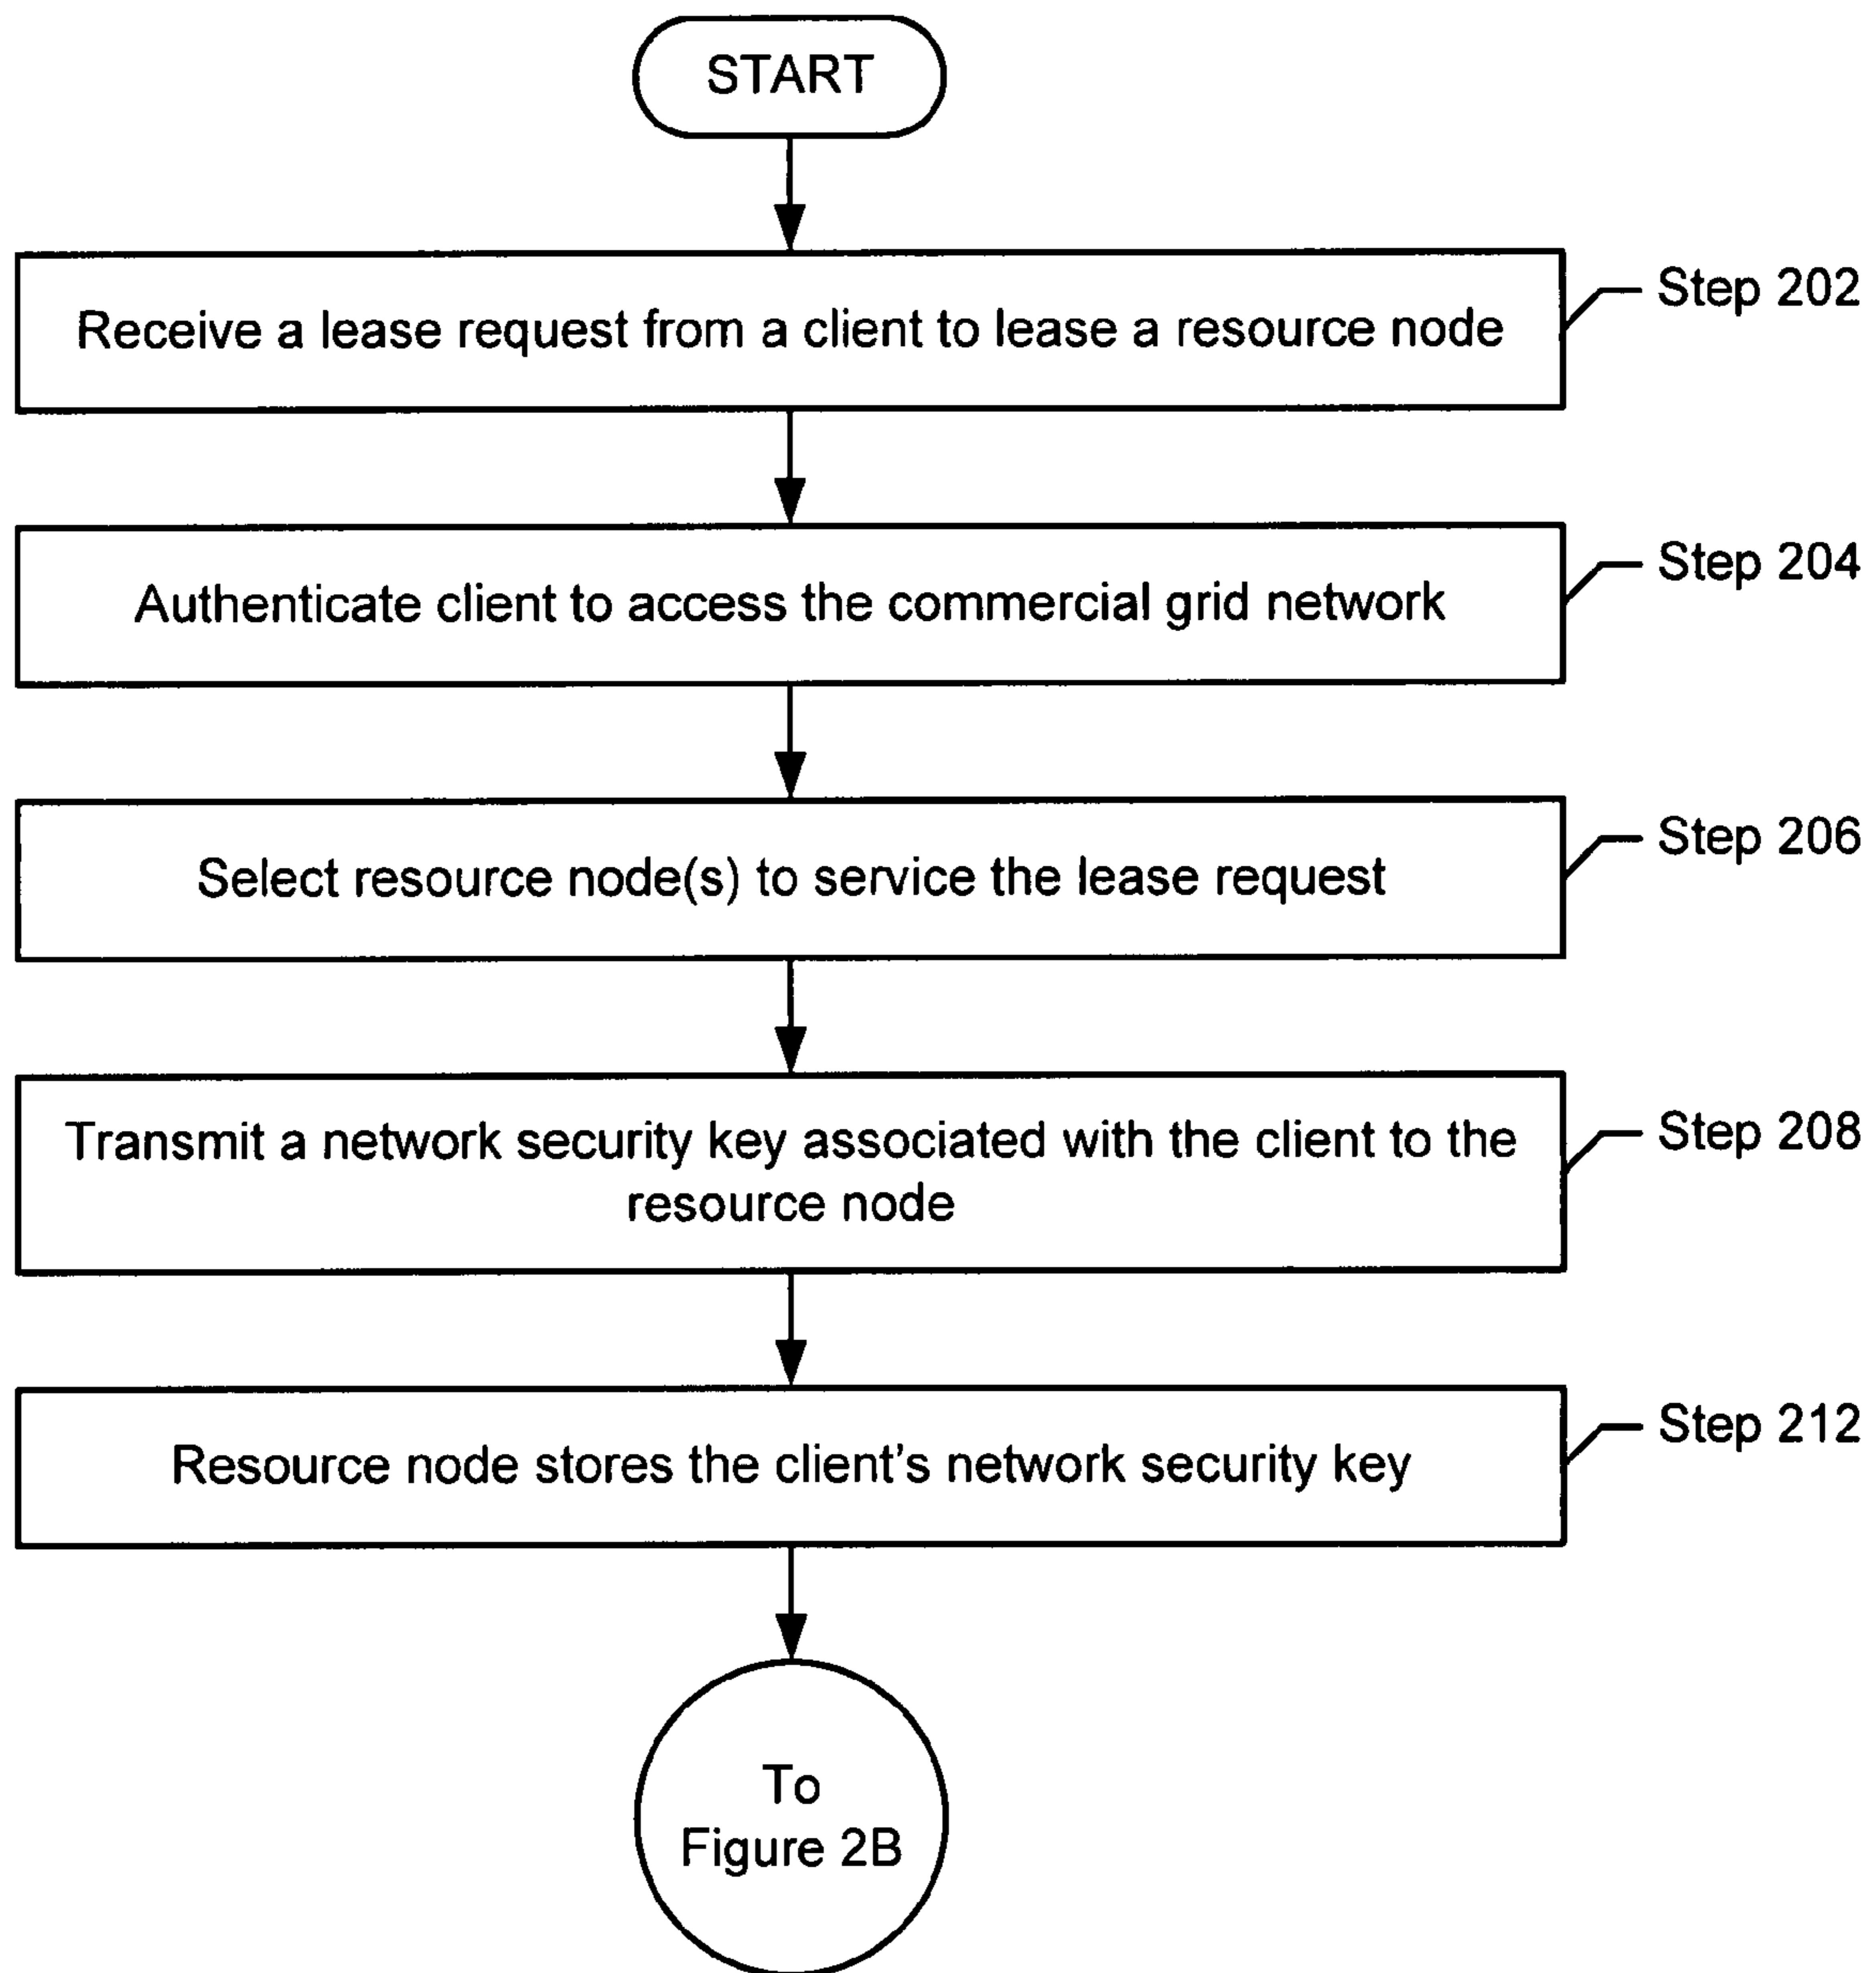 START
Receive a lease request from a client to lease a resource node
Step 202
Authenticate client to access the commercial grid network
Step 204
Select resource node(s) to service the lease request
Step 206
Transmit a network security key associated with the client to the
resource node
Step 208
Resource node stores the client's network security key
Step 212
To
Figure 2B